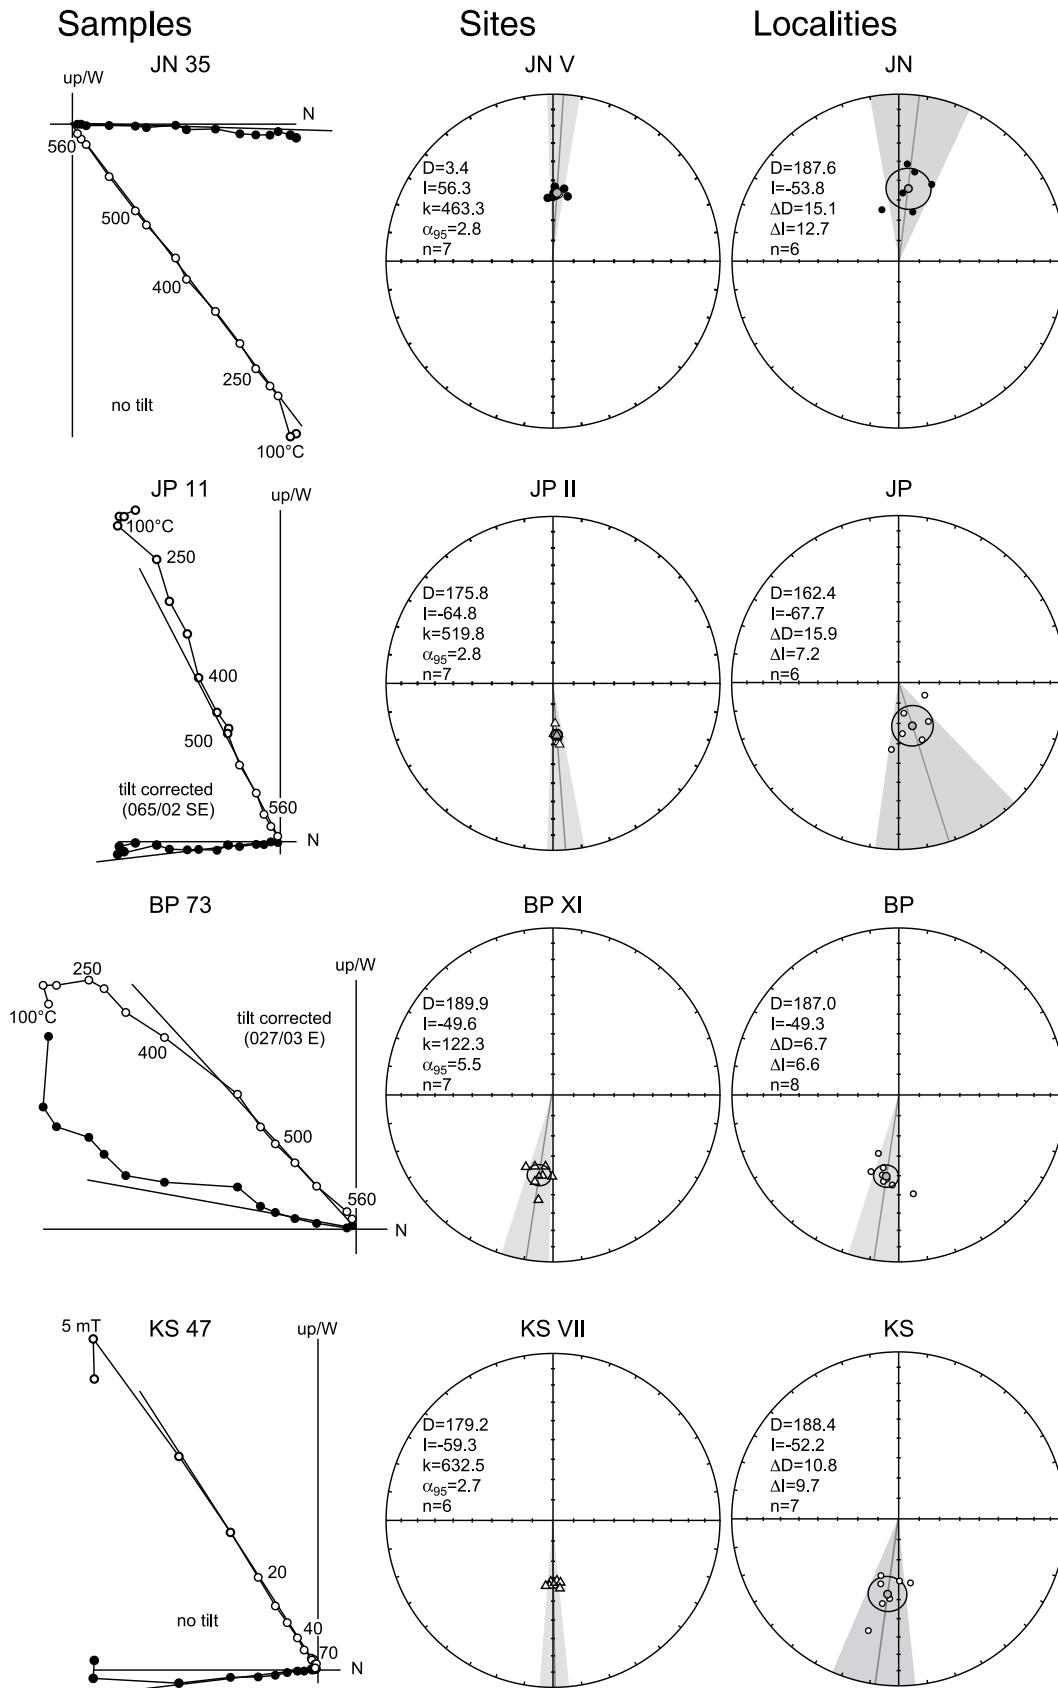 Samples
Sites
Localities
JN 35
JN V
JN
up/W
N
560
500
400
250
100°C
no tilt
D=3.4
I=56.3
k=463.3
α95=2.8
n=7
D=187.6
I=-53.8
ΔD=15.1
ΔI=12.7
n=6
JP 11
JP II
JP
up/W
100°C
250
400
500
560
tilt corrected
(065/02 SE)
N
D=175.8
I=-64.8
k=519.8
α95=2.8
n=7
D=162.4
I=-67.7
ΔD=15.9
ΔI=7.2
n=6
BP 73
BP XI
BP
up/W
250
100°C
400
tilt corrected
(027/03 E)
500
560
N
D=189.9
I=-49.6
k=122.3
α95=5.5
n=7
D=187.0
I=-49.3
ΔD=6.7
ΔI=6.6
n=8
KS 47
KS VII
KS
5 mT
up/W
20
no tilt
40
70
N
D=179.2
I=-59.3
k=632.5
α95=2.7
n=6
D=188.4
I=-52.2
ΔD=10.8
ΔI=9.7
n=7